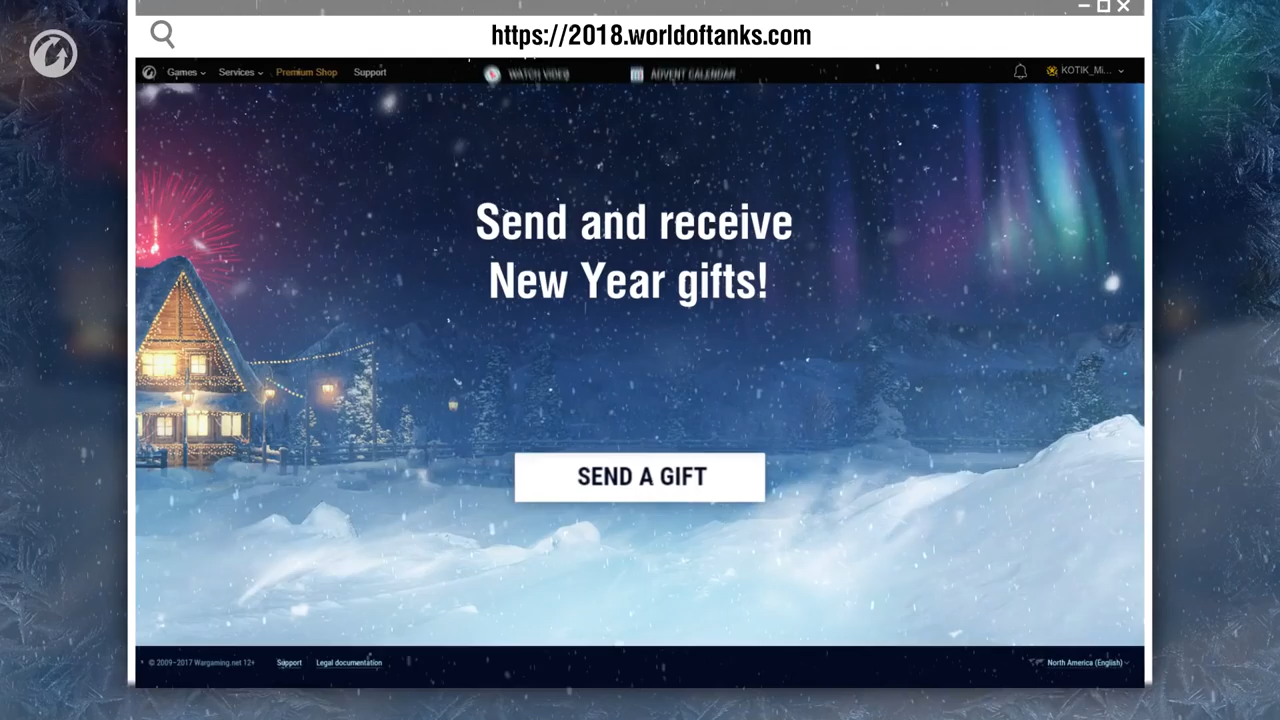 https://2018.worldoftanks.com
Games Services Premium Shop Support WATCH VIDEO ADVENT CALENDAR KOTIK_Mi...
Send and receive
New Year gifts!
SEND A GIFT
© 2009–2017 Wargaming.net 12+ Support Legal documentation North America (English)